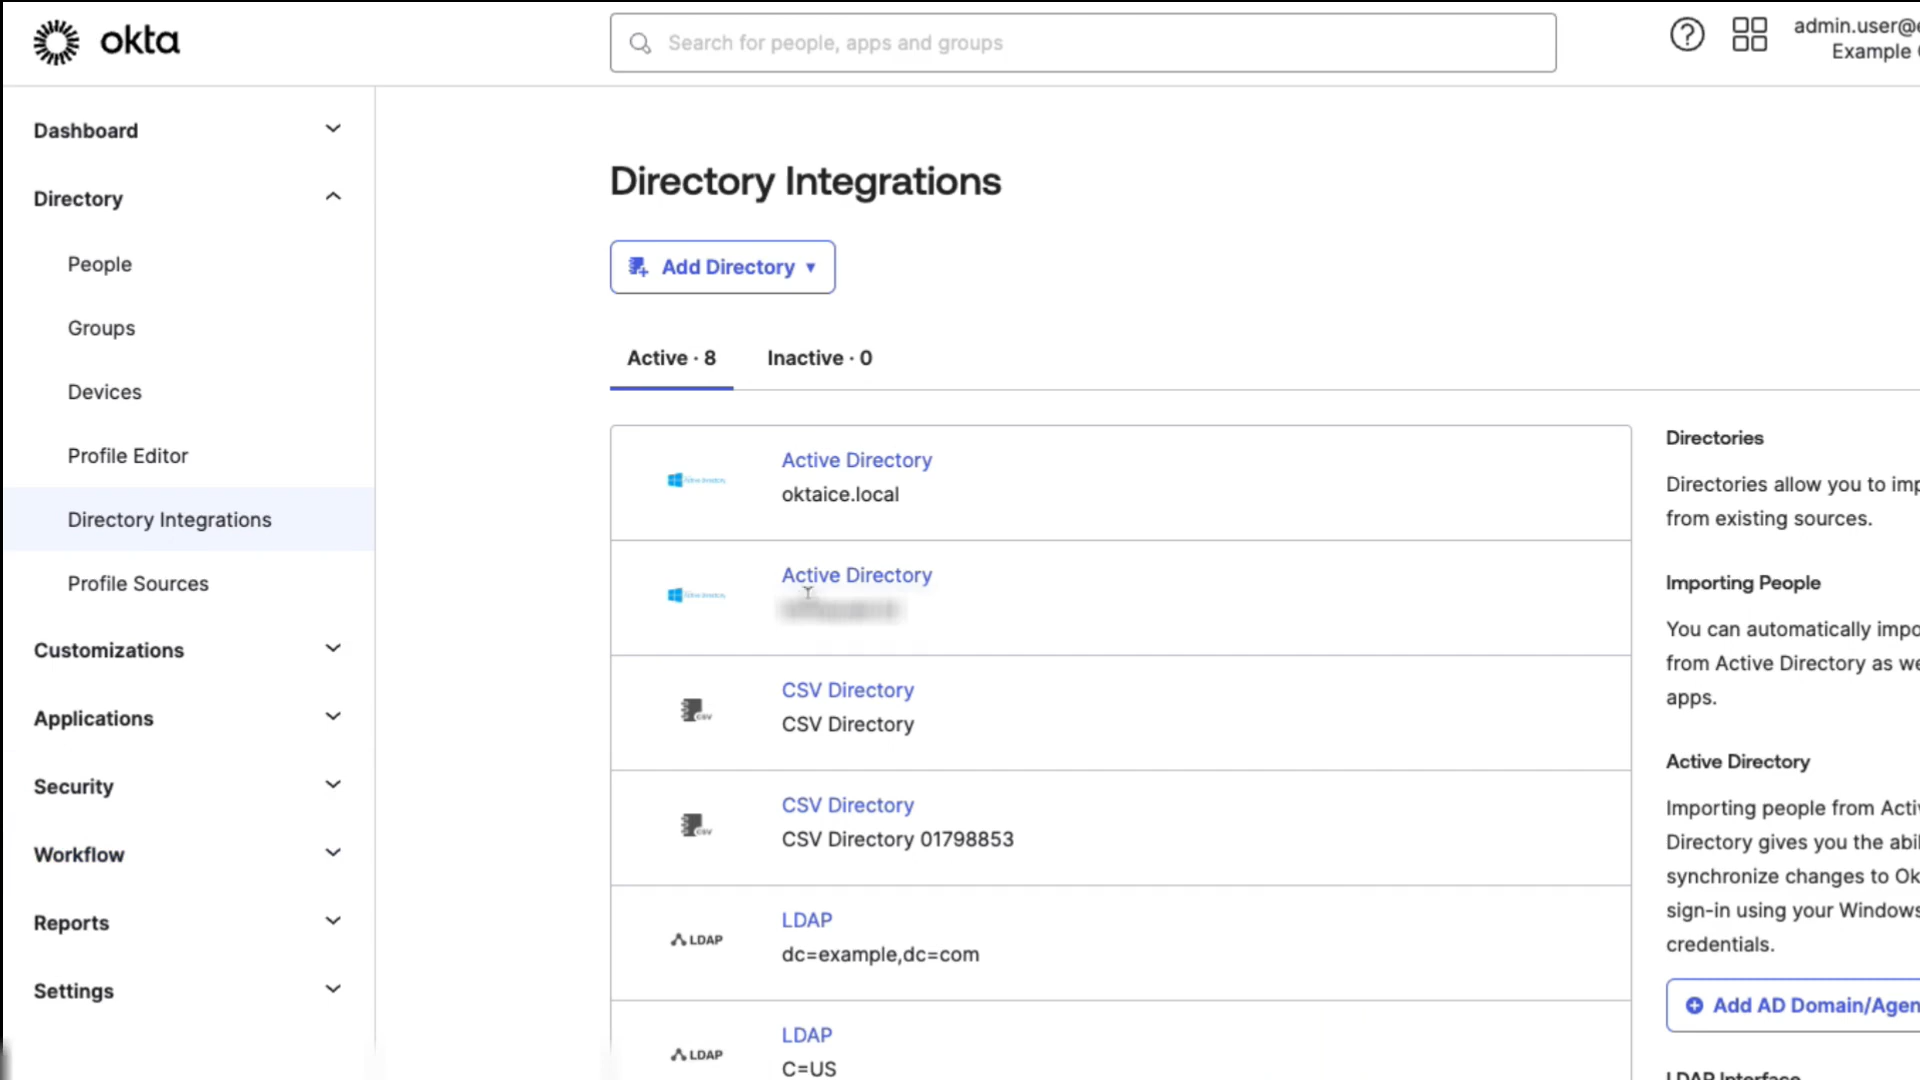 okta
Search for people, apps and groups
admin.user@
Example
Dashboard
Directory
People
Groups
Devices
Profile Editor
Directory Integrations
Profile Sources
Customizations
Applications
Security
Workflow
Reports
Settings
Directory Integrations
Add Directory ▾
Active · 8
Inactive · 0
Active Directory
oktaice.local
Active Directory
CSV Directory
CSV Directory
CSV Directory
CSV Directory 01798853
LDAP
LDAP
dc=example,dc=com
LDAP
LDAP
C=US
Directories
Directories allow you to imp
from existing sources.
Importing People
You can automatically impo
from Active Directory as we
apps.
Active Directory
Importing people from Activ
Directory gives you the abil
synchronize changes to Ok
sign-in using your Windows
credentials.
Add AD Domain/Agen
LDAP Interface